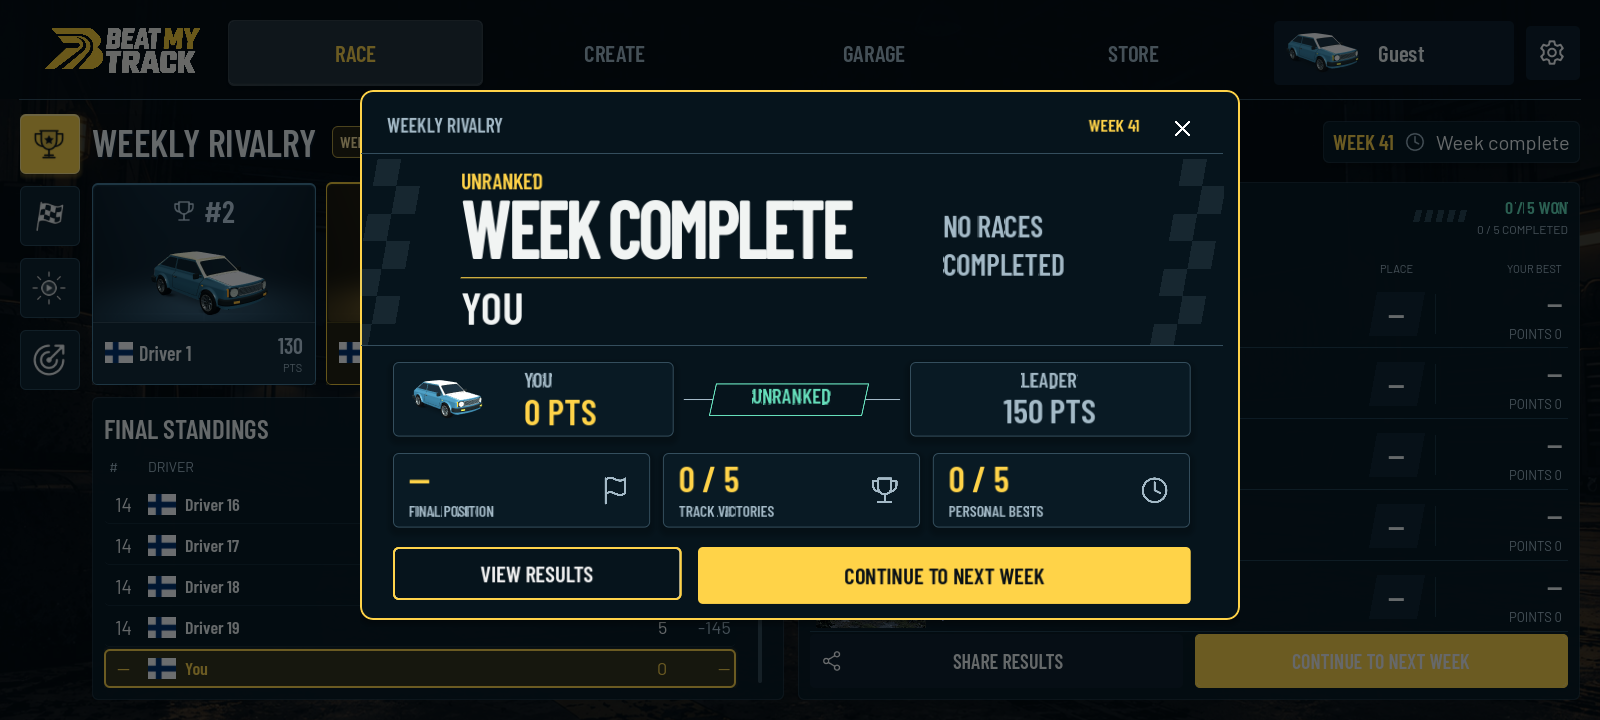 BEAT MY
TRACK
RACE
CREATE
GARAGE
STORE
Guest
WEEKLY RIVALRY
WEEK 41
Week complete
#2
Driver 1
130
PTS
FINAL STANDINGS
# DRIVER
14 Driver 16
14 Driver 17
14 Driver 18
14 Driver 19 5 -145
– You 0 –
WEEKLY RIVALRY
WEEK 41
UNRANKED
WEEK COMPLETE
YOU
NO RACES
COMPLETED
YOU
0 PTS
UNRANKED
LEADER
150 PTS
–
FINAL POSITION
0 / 5
TRACK VICTORIES
0 / 5
PERSONAL BESTS
VIEW RESULTS
CONTINUE TO NEXT WEEK
0 / 5 WON
0 / 5 COMPLETED
PLACE YOUR BEST
– –
POINTS 0
– –
POINTS 0
– –
POINTS 0
– –
POINTS 0
– –
POINTS 0
SHARE RESULTS
CONTINUE TO NEXT WEEK